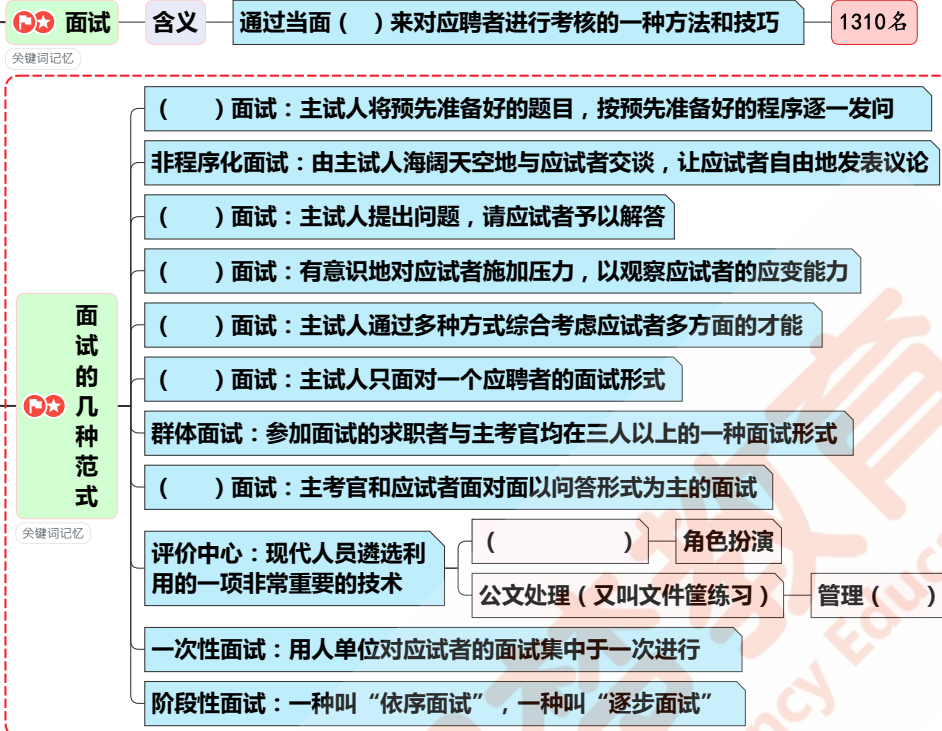 面试
含义
通过当面（ ）来对应聘者进行考核的一种方法和技巧
1310名
关键词记忆
（ ）面试：主试人将预先准备好的题目，按预先准备好的程序逐一发问
非程序化面试：由主试人海阔天空地与应试者交谈，让应试者自由地发表议论
（ ）面试：主试人提出问题，请应试者予以解答
（ ）面试：有意识地对应试者施加压力，以观察应试者的应变能力
（ ）面试：主试人通过多种方式综合考虑应试者多方面的才能
（ ）面试：主试人只面对一个应聘者的面试形式
群体面试：参加面试的求职者与主考官均在三人以上的一种面试形式
（ ）面试：主考官和应试者面对面以问答形式为主的面试
面
试
的
几
种
范
式
关键词记忆
评价中心：现代人员遴选利
用的一项非常重要的技术
（ ）
角色扮演
公文处理（又叫文件筐练习）
管理（ ）
一次性面试：用人单位对应试者的面试集中于一次进行
阶段性面试：一种叫“依序面试”，一种叫“逐步面试”
教育